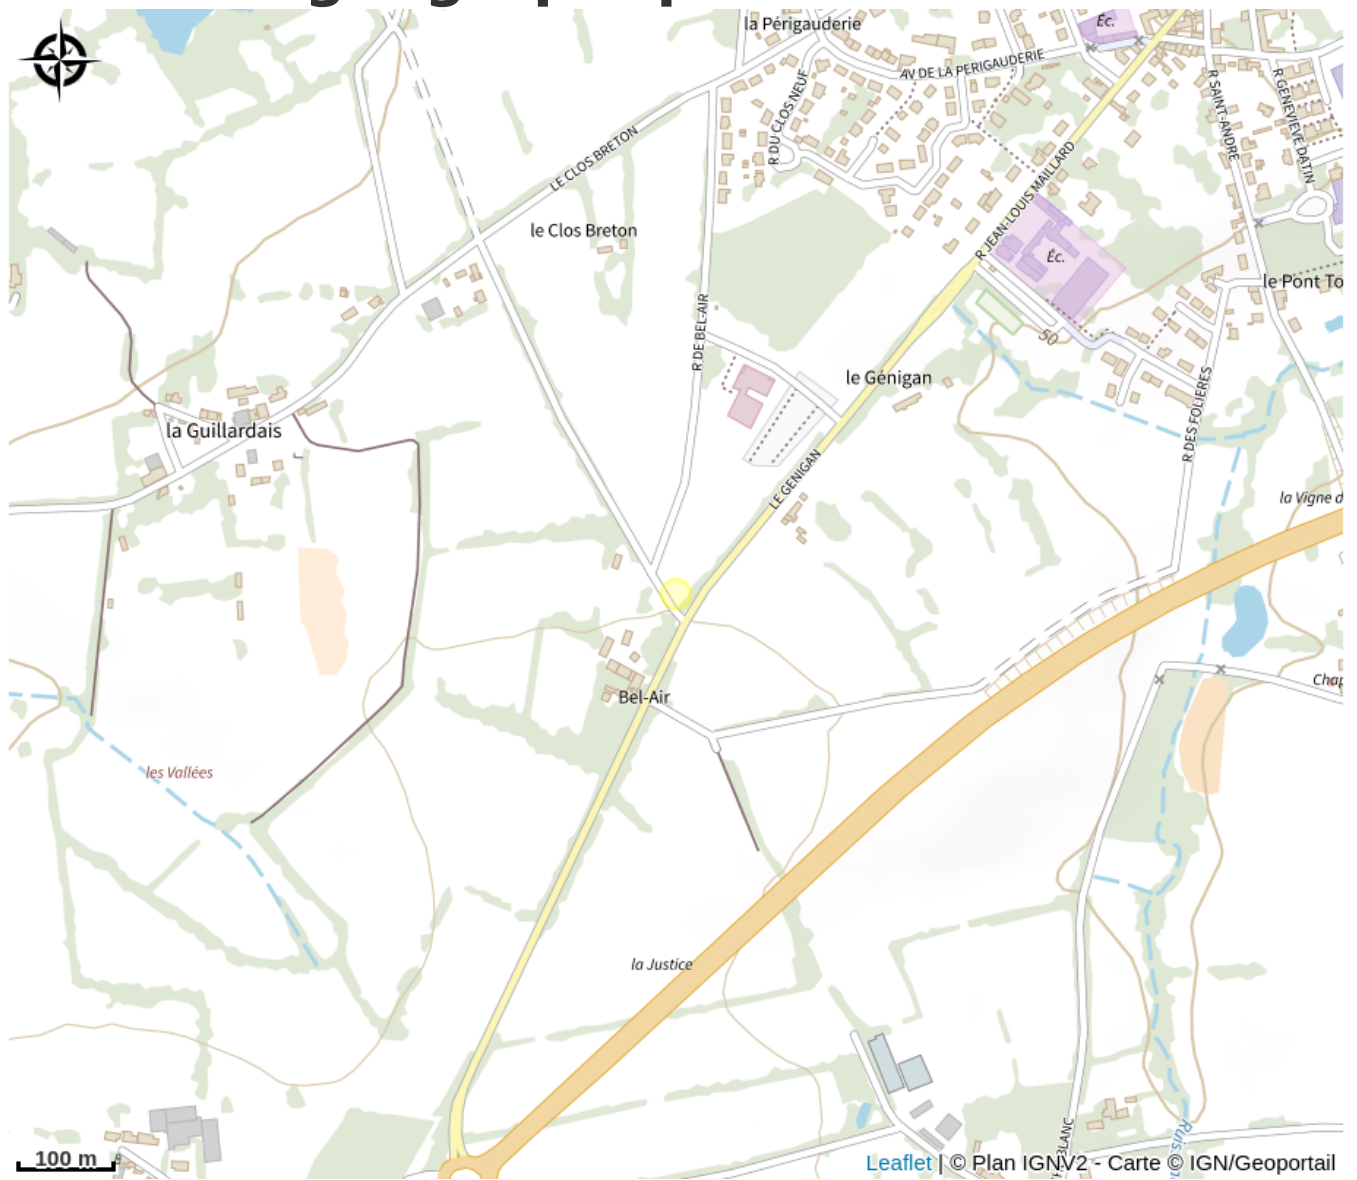 la Périgauderie
Éc.
AV DE LA PERIGAUDERIE
R DU CLOS NEUF
R SAINT-ANDRE
R GENEVIEVE DATIN
LE CLOS BRETON
R JEAN-LOUIS MAILLARD
le Clos Breton
Éc.
le Pont To
R DE BEL-AIR
50
le Génigan
R DES FOLIERES
la Guillardais
LE GENIGAN
la Vigne d
Bel-Air
Chap
les Vallées
la Justice
BLANC
Ruis
100 m
Leaflet | © Plan IGNV2 - Carte © IGN/Geoportail